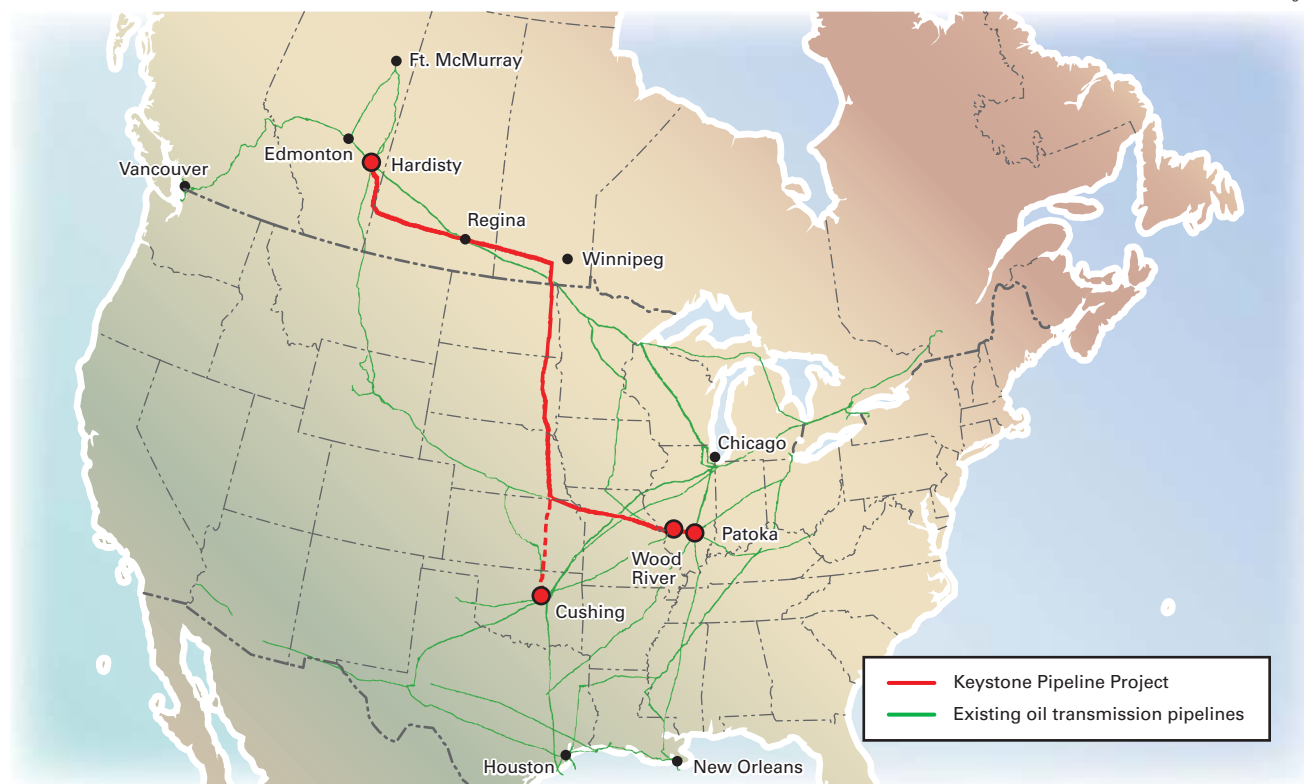 Ft. McMurray
Edmonton
Hardisty
Vancouver
Regina
Winnipeg
Chicago
Patoka
Wood
River
Cushing
Keystone Pipeline Project
Existing oil transmission pipelines
Houston
New Orleans